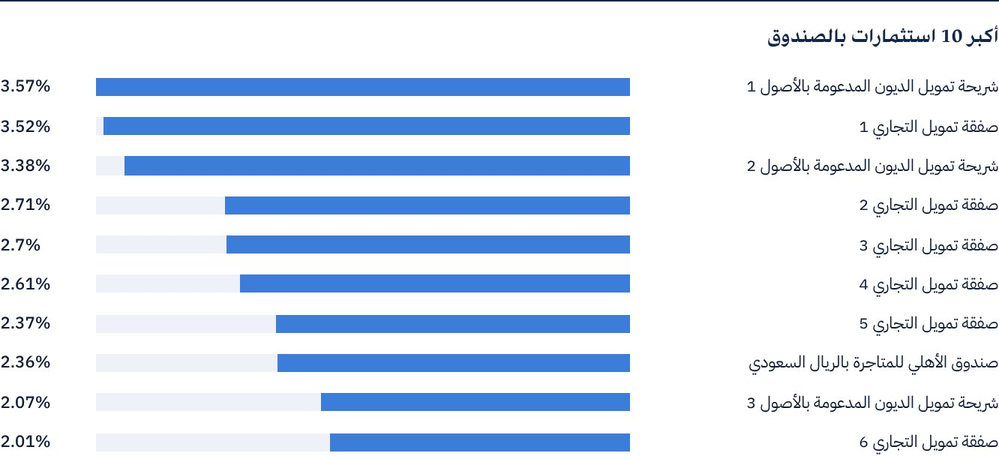 أكبر 10 استثمارات بالصندوق
شريحة تمويل الديون المدعومة بالأصول 1 3.57%
صفقة تمويل التجاري 1 3.52%
شريحة تمويل الديون المدعومة بالأصول 2 3.38%
صفقة تمويل التجاري 2 2.71%
صفقة تمويل التجاري 3 2.7%
صفقة تمويل التجاري 4 2.61%
صفقة تمويل التجاري 5 2.37%
صندوق الأهلي للمتاجرة بالريال السعودي 2.36%
شريحة تمويل الديون المدعومة بالأصول 3 2.07%
صفقة تمويل التجاري 6 2.01%